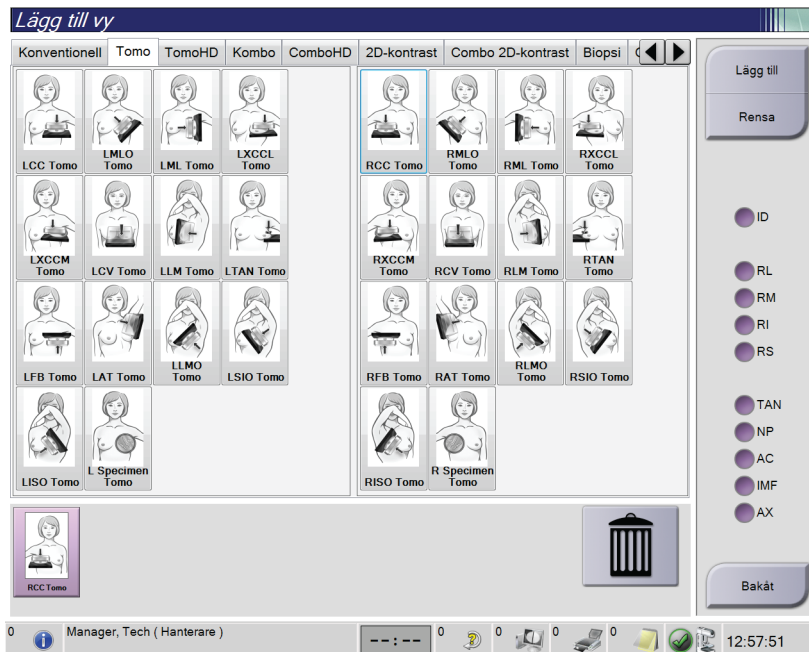 Lägg till vy
Konventionell Tomo TomoHD Kombo ComboHD 2D-kontrast Combo 2D-kontrast Biopsi
Lägg till
Rensa
LCC Tomo
LMLO
Tomo
LML Tomo
LXCCL
Tomo
RCC Tomo
RMLO
Tomo
RML Tomo
RXCCL
Tomo
LXCCM
Tomo
LCV Tomo
LLM Tomo
LTAN Tomo
RXCCM
Tomo
RCV Tomo
RLM Tomo
RTAN
Tomo
LFB Tomo
LAT Tomo
LLMO
Tomo
LSIO Tomo
RFB Tomo
RAT Tomo
RLMO
Tomo
RSIO Tomo
LISO Tomo
L Specimen
Tomo
RISO Tomo
R Specimen
Tomo
ID
RL
RM
RI
RS
TAN
NP
AC
IMF
AX
RCC Tomo
Bakåt
0 Manager, Tech ( Hanterare ) --:-- 0 0 0 0 12:57:51